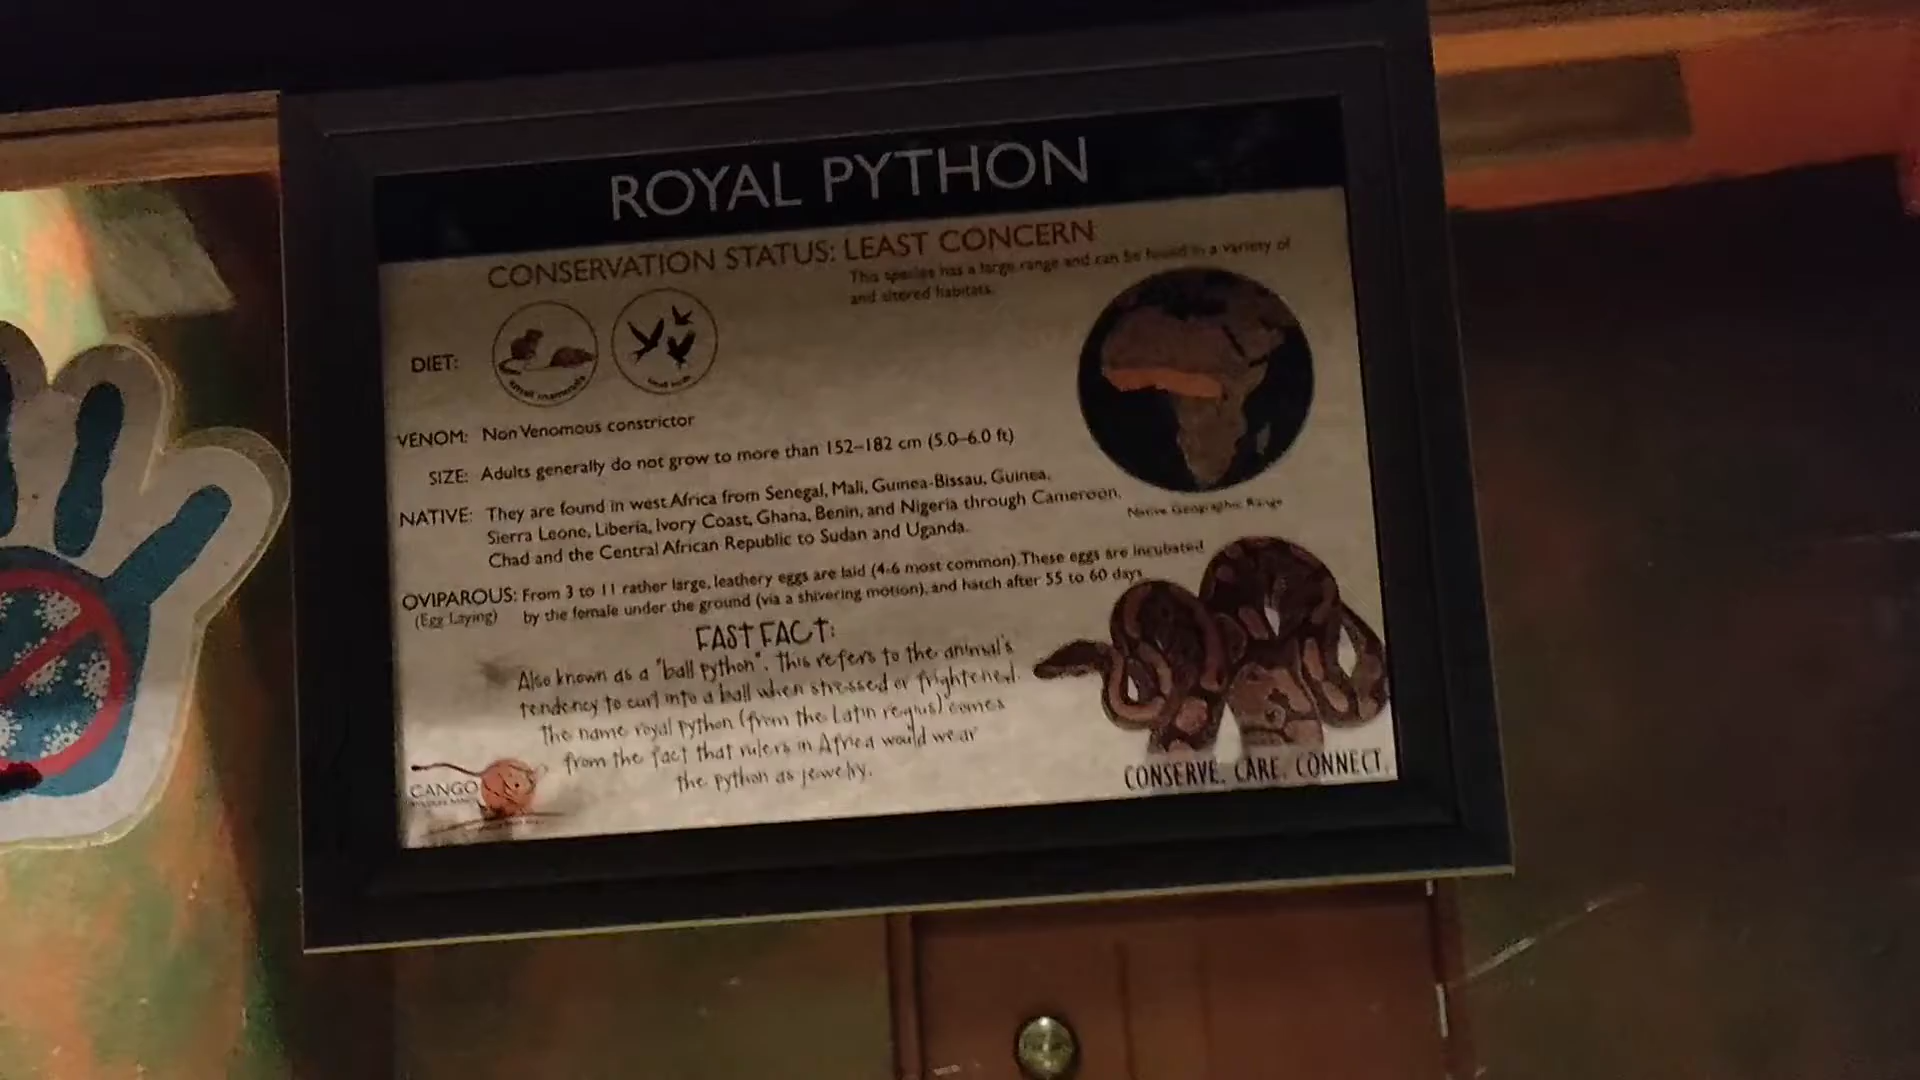 ROYAL PYTHON
CONSERVATION STATUS: LEAST CONCERN
This species has a large range and can be found in a variety of
and altered habitats.
DIET:
small mammals
VENOM: Non Venomous constrictor
SIZE: Adults generally do not grow to more than 152–182 cm (5.0–6.0 ft)
NATIVE: They are found in west Africa from Senegal, Mali, Guinea-Bissau, Guinea,
Sierra Leone, Liberia, Ivory Coast, Ghana, Benin, and Nigeria through Cameroon,
Chad and the Central African Republic to Sudan and Uganda.
Native Geographic Range
OVIPAROUS: From 3 to 11 rather large, leathery eggs are laid (4-6 most common). These eggs are incubated
(Egg Laying) by the female under the ground (via a shivering motion), and hatch after 55 to 60 days
FAST FACT:
Also known as a "ball python". This refers to the animal's
tendency to curl into a ball when stressed or frightened.
The name royal python (from the Latin regius) comes
from the fact that rulers in Africa would wear
the python as jewelry.
CANGO
CONSERVE. CARE. CONNECT.